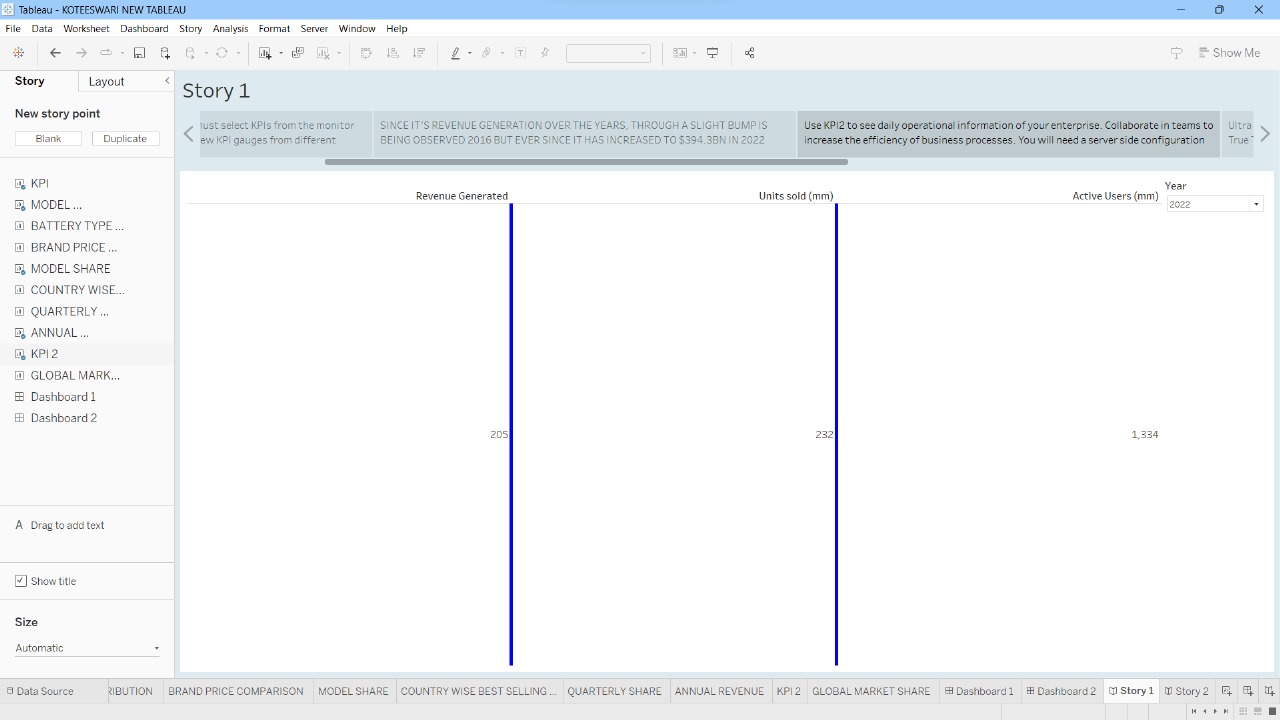 Tableau - KOTEESWARI NEW TABLEAU
File Data Worksheet Dashboard Story Analysis Format Server Window Help
Show Me
Story Layout
New story point
Blank Duplicate
KPI
MODEL ...
BATTERY TYPE ...
BRAND PRICE ...
MODEL SHARE
COUNTRY WISE...
QUARTERLY ...
ANNUAL ...
KPI 2
GLOBAL MARK...
Dashboard 1
Dashboard 2
A Drag to add text
Show title
Size
Automatic
Story 1
select KPIs from the monitor
KPI gauges from different
SINCE IT'S REVENUE GENERATION OVER THE YEARS, THROUGH A SLIGHT BUMP IS
BEING OBSERVED 2016 BUT EVER SINCE IT HAS INCREASED TO $394.3BN IN 2022
Use KPI2 to see daily operational information of your enterprise. Collaborate in teams to
increase the efficiency of business processes. You will need a server side configuration
Ultra
True
Revenue Generated Units sold (mm) Active Users (mm)
Year
2022
205 232 1,334
Data Source RIBUTION BRAND PRICE COMPARISON MODEL SHARE COUNTRY WISE BEST SELLING ... QUARTERLY SHARE ANNUAL REVENUE KPI 2 GLOBAL MARKET SHARE Dashboard 1 Dashboard 2 Story 1 Story 2